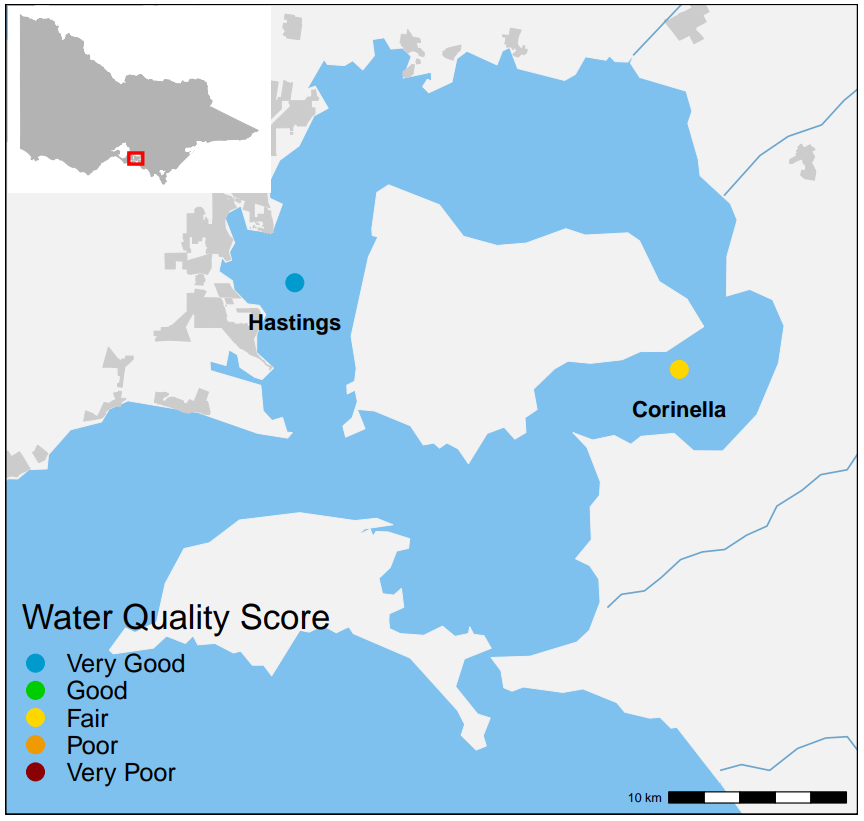 Hastings
Corinella
Water Quality Score
Very Good
Good
Fair
Poor
Very Poor
10 km